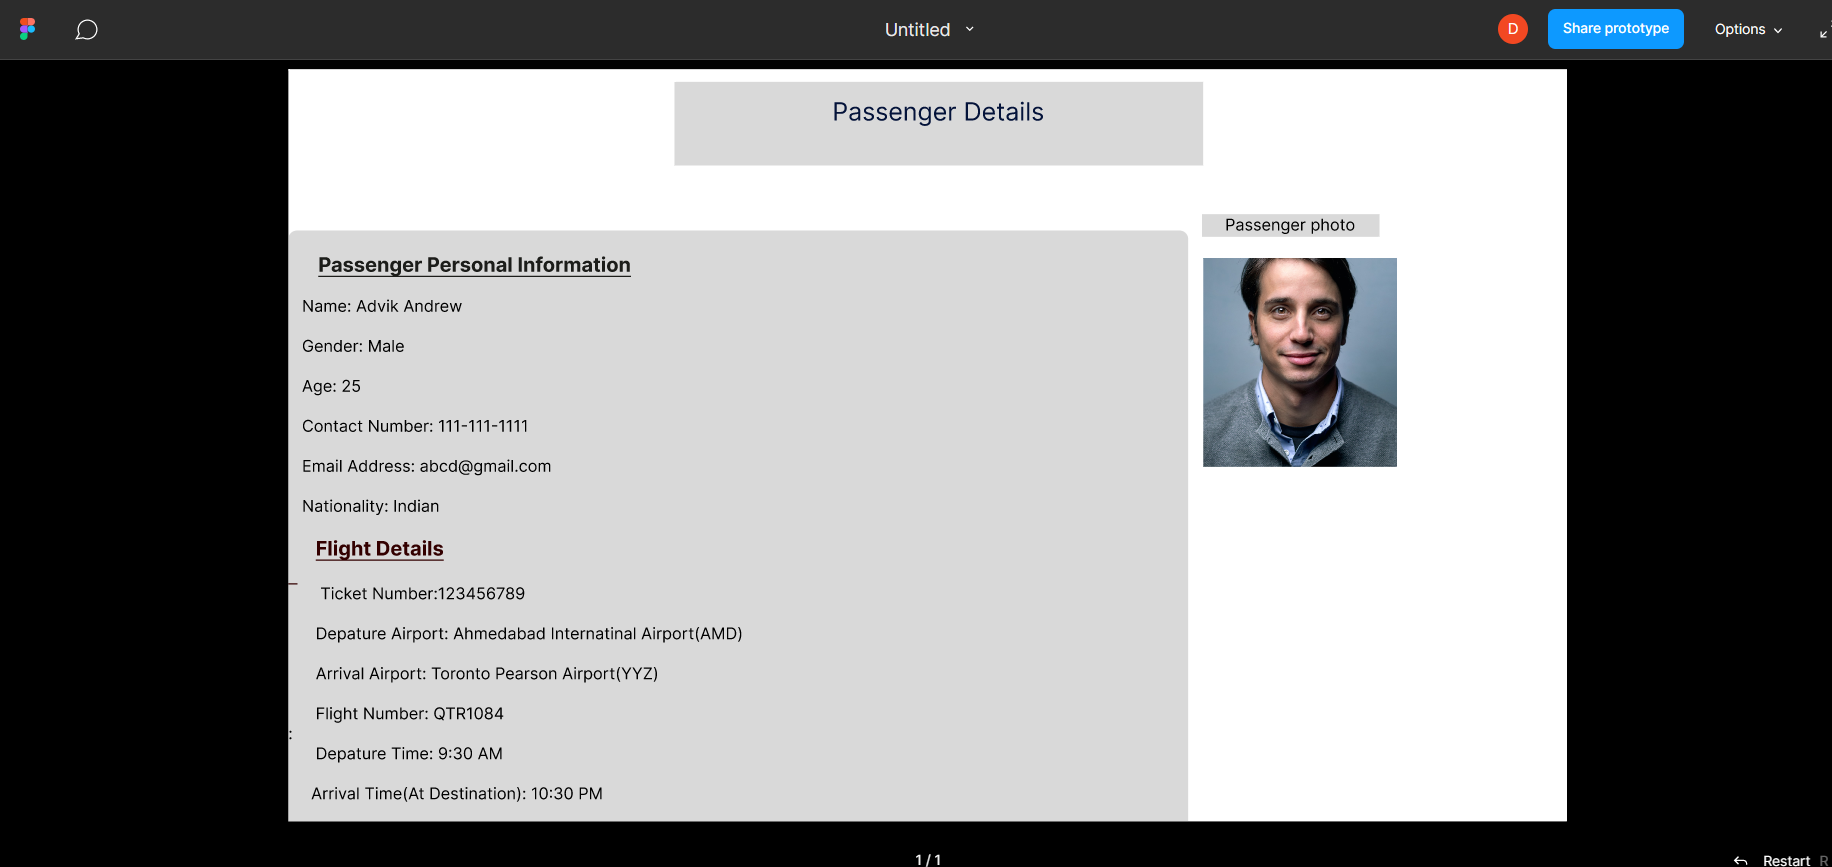 Untitled
D
Share prototype
Options
Passenger Details
Passenger photo
Passenger Personal Information
Name: Advik Andrew
Gender: Male
Age: 25
Contact Number: 111-111-1111
Email Address: abcd@gmail.com
Nationality: Indian
Flight Details
Ticket Number:123456789
Depature Airport: Ahmedabad Internatinal Airport(AMD)
Arrival Airport: Toronto Pearson Airport(YYZ)
Flight Number: QTR1084
:
Depature Time: 9:30 AM
Arrival Time(At Destination): 10:30 PM
1 / 1
Restart R